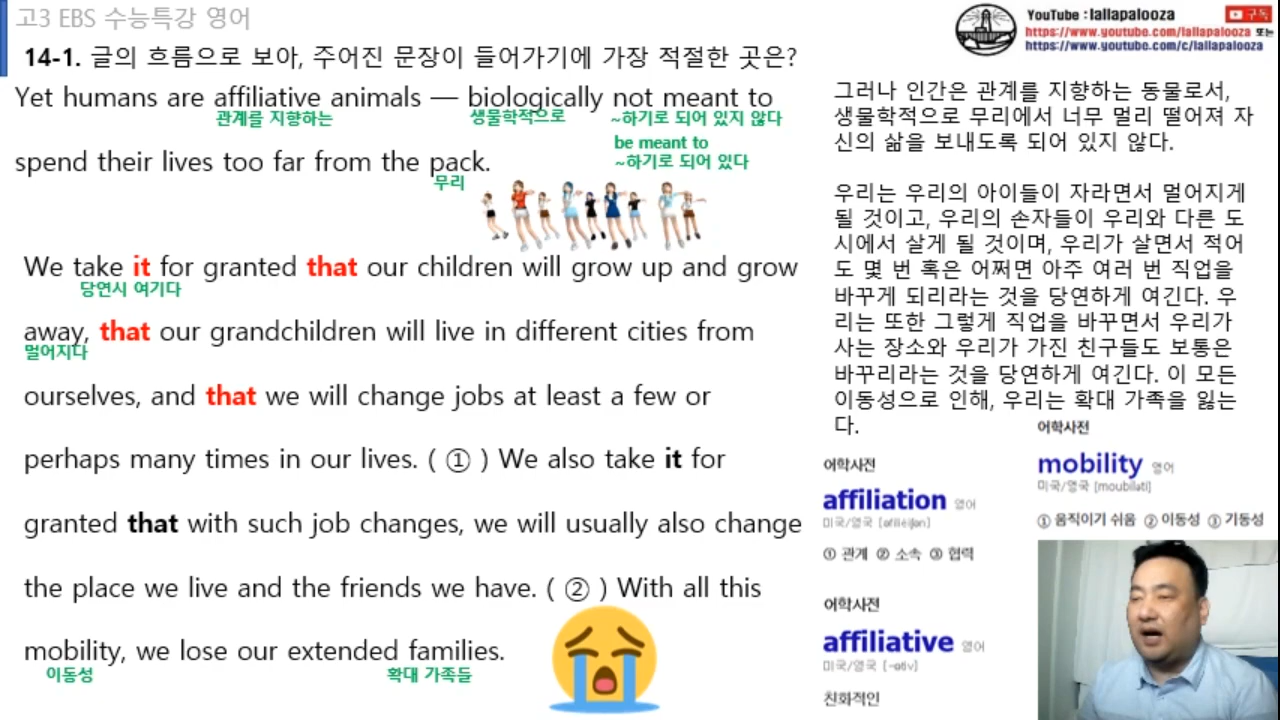 고3 EBS 수능특강 영어
14-1. 글의 흐름으로 보아, 주어진 문장이 들어가기에 가장 적절한 곳은?
YouTube : lallapalooza
구독
https://www.youtube.com/lallapalooza 또는
https://www.youtube.com/c/lallapalooza
Yet humans are affiliative animals — biologically not meant to
관계를 지향하는
생물학적으로
~하기로 되어 있지 않다
be meant to
~하기로 되어 있다
spend their lives too far from the pack.
무리
We take it for granted that our children will grow up and grow
당연시 여기다
away, that our grandchildren will live in different cities from
멀어지다
ourselves, and that we will change jobs at least a few or
perhaps many times in our lives. ( ① ) We also take it for
granted that with such job changes, we will usually also change
the place we live and the friends we have. ( ② ) With all this
mobility, we lose our extended families.
이동성
확대 가족들
그러나 인간은 관계를 지향하는 동물로서,
생물학적으로 무리에서 너무 멀리 떨어져 자
신의 삶을 보내도록 되어 있지 않다.
우리는 우리의 아이들이 자라면서 멀어지게
될 것이고, 우리의 손자들이 우리와 다른 도
시에서 살게 될 것이며, 우리가 살면서 적어
도 몇 번 혹은 어쩌면 아주 여러 번 직업을
바꾸게 되리라는 것을 당연하게 여긴다. 우
리는 또한 그렇게 직업을 바꾸면서 우리가
사는 장소와 우리가 가진 친구들도 보통은
바꾸리라는 것을 당연하게 여긴다. 이 모든
이동성으로 인해, 우리는 확대 가족을 잃는
다.
어학사전
affiliation 영어
미국/영국
① 관계 ② 소속 ③ 협력
어학사전
affiliative 영어
미국/영국
친화적인
어학사전
mobility 영어
미국/영국
① 움직이기 쉬움 ② 이동성 ③ 기동성